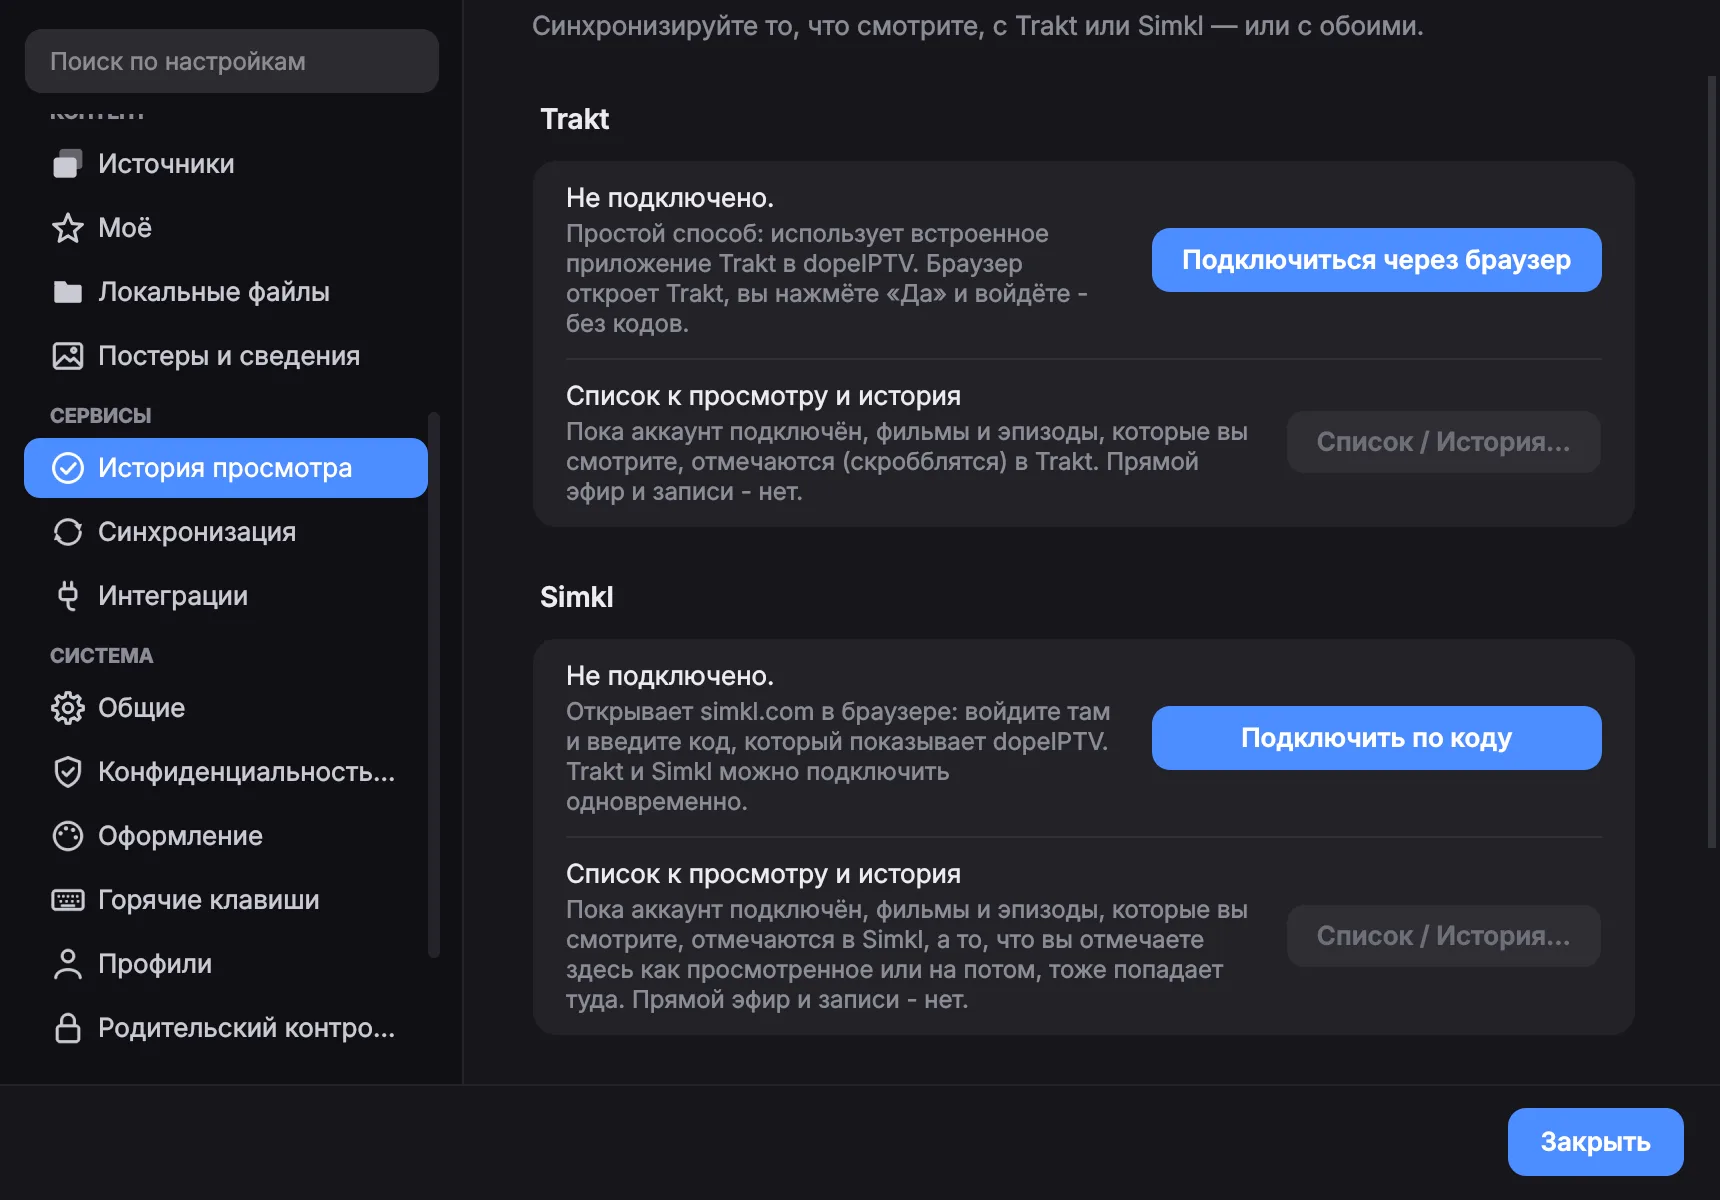 Поиск по настройкам
КОНТЕНТ
Источники
Моё
Локальные файлы
Постеры и сведения
СЕРВИСЫ
История просмотра
Синхронизация
Интеграции
СИСТЕМА
Общие
Конфиденциальность...
Оформление
Горячие клавиши
Профили
Родительский контро...
Синхронизируйте то, что смотрите, с Trakt или Simkl — или с обоими.
Trakt
Не подключено.
Простой способ: использует встроенное
приложение Trakt в dopeIPTV. Браузер
откроет Trakt, вы нажмёте «Да» и войдёте -
без кодов.
Подключиться через браузер
Список к просмотру и история
Пока аккаунт подключён, фильмы и эпизоды, которые вы
смотрите, отмечаются (скробблятся) в Trakt. Прямой
эфир и записи - нет.
Список / История...
Simkl
Не подключено.
Открывает simkl.com в браузере: войдите там
и введите код, который показывает dopeIPTV.
Trakt и Simkl можно подключить
одновременно.
Подключить по коду
Список к просмотру и история
Пока аккаунт подключён, фильмы и эпизоды, которые вы
смотрите, отмечаются в Simkl, а то, что вы отмечаете
здесь как просмотренное или на потом, тоже попадает
туда. Прямой эфир и записи - нет.
Список / История...
Закрыть